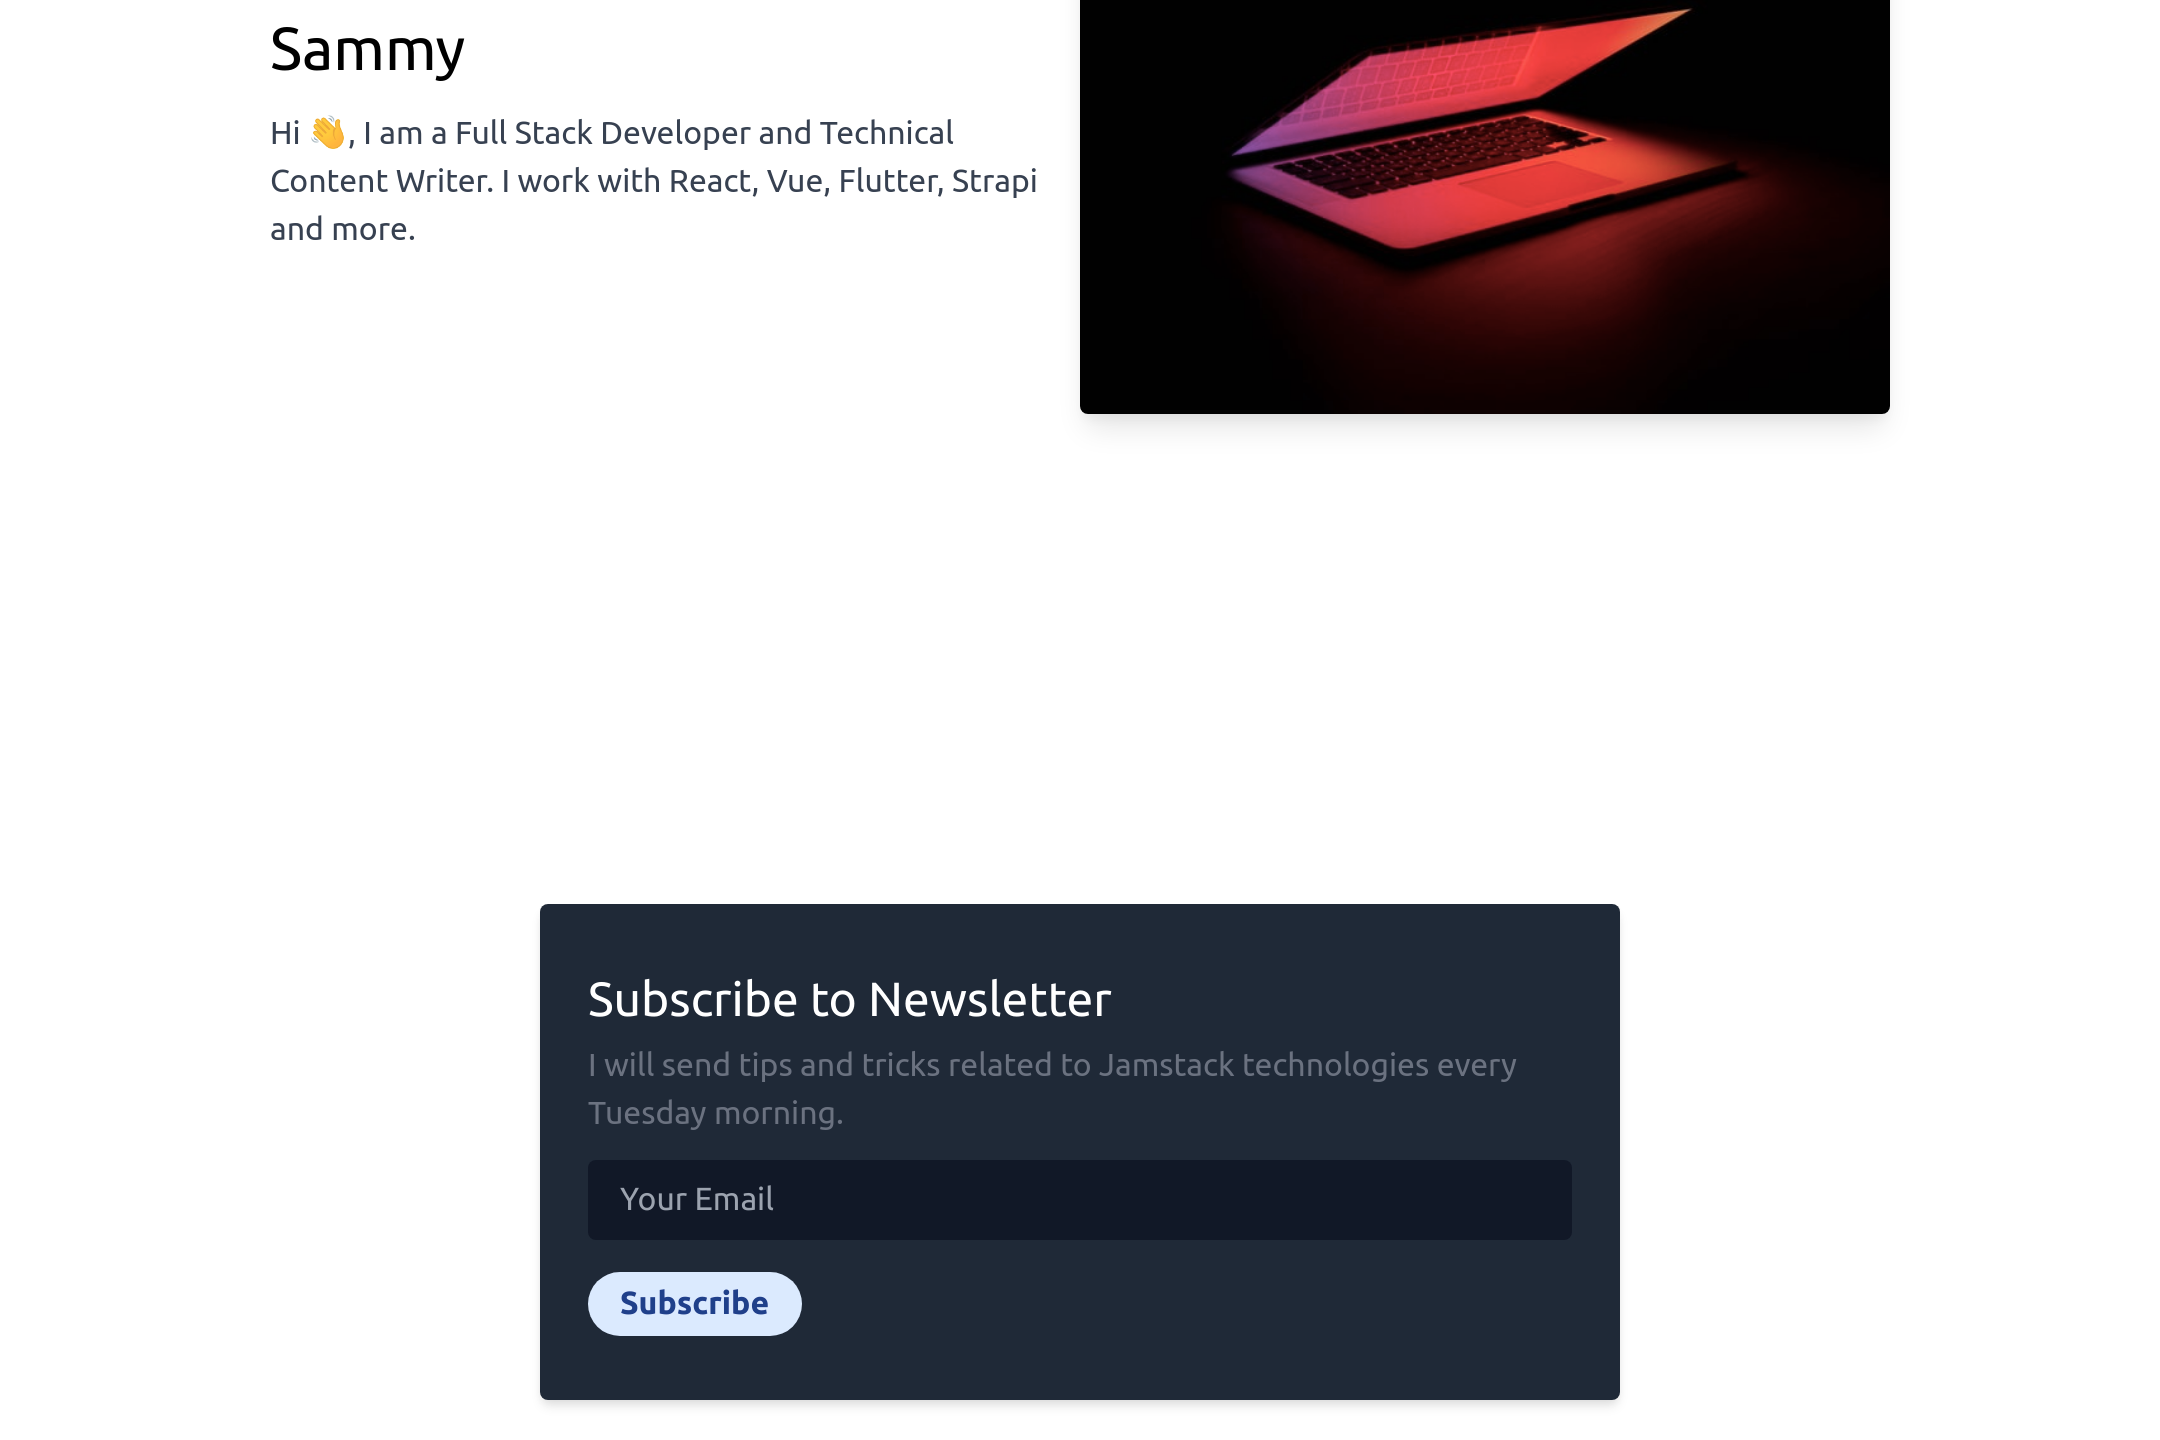 Sammy
Hi 👋, I am a Full Stack Developer and Technical
Content Writer. I work with React, Vue, Flutter, Strapi
and more.
Subscribe to Newsletter
I will send tips and tricks related to Jamstack technologies every
Tuesday morning.
Your Email
Subscribe